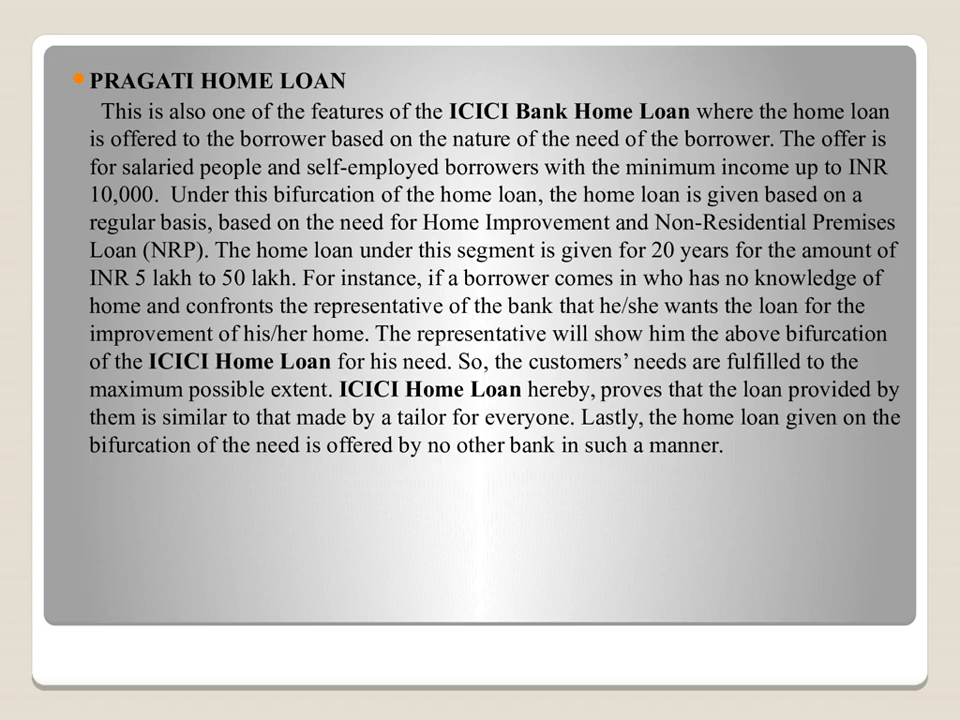 PRAGATI HOME LOAN
This is also one of the features of the ICICI Bank Home Loan where the home loan
is offered to the borrower based on the nature of the need of the borrower. The offer is
for salaried people and self-employed borrowers with the minimum income up to INR
10,000. Under this bifurcation of the home loan, the home loan is given based on a
regular basis, based on the need for Home Improvement and Non-Residential Premises
Loan (NRP). The home loan under this segment is given for 20 years for the amount of
INR 5 lakh to 50 lakh. For instance, if a borrower comes in who has no knowledge of
home and confronts the representative of the bank that he/she wants the loan for the
improvement of his/her home. The representative will show him the above bifurcation
of the ICICI Home Loan for his need. So, the customers’ needs are fulfilled to the
maximum possible extent. ICICI Home Loan hereby, proves that the loan provided by
them is similar to that made by a tailor for everyone. Lastly, the home loan given on the
bifurcation of the need is offered by no other bank in such a manner.